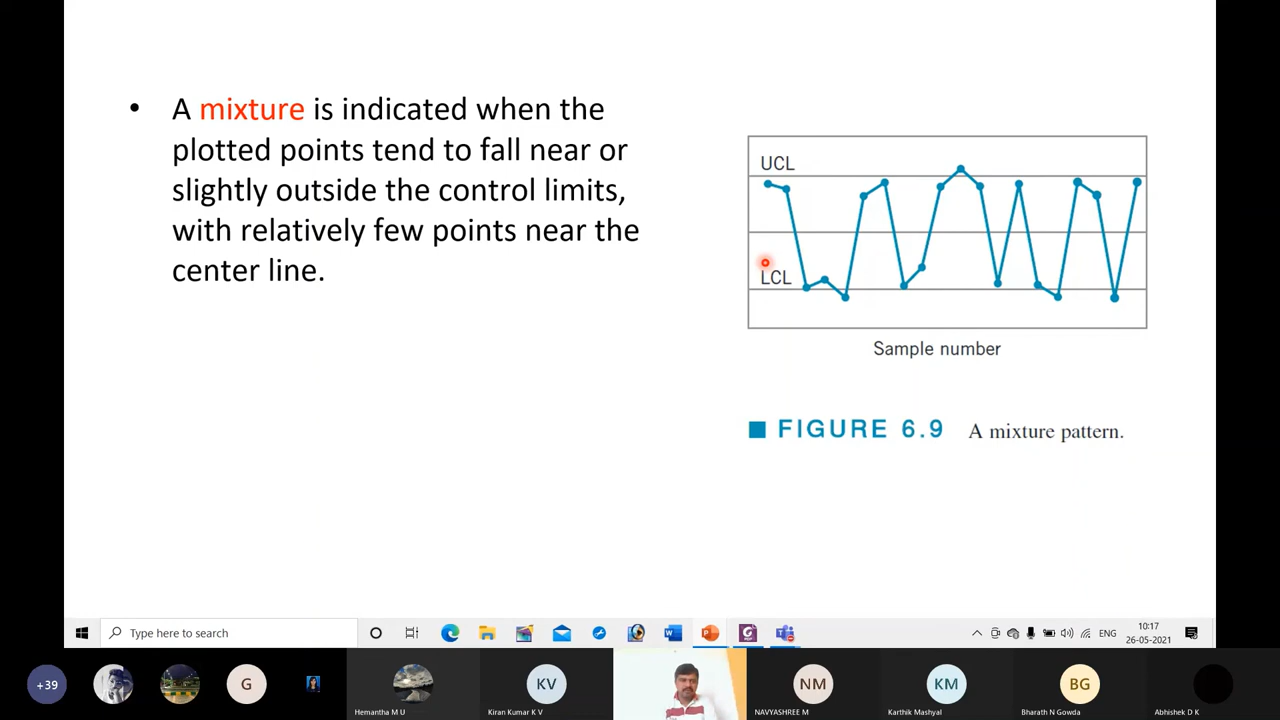 • A mixture is indicated when the
plotted points tend to fall near or
slightly outside the control limits,
with relatively few points near the
center line.
UCL
LCL
Sample number
FIGURE 6.9 A mixture pattern.
Type here to search
ENG
10:17
26-05-2021
+39
G
KV
NM
KM
BG
Hemantha M U
Kiran Kumar K V
NAVYASHREE M
Karthik Mashyal
Bharath N Gowda
Abhishek D K